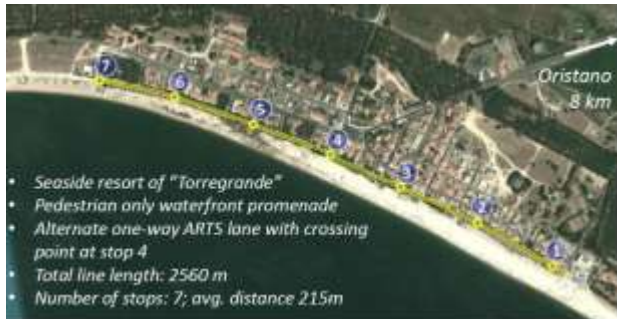 7
6
5
4
3
2
1
Oristano
8 km
• Seaside resort of "Torregrande"
• Pedestrian only waterfront promenade
• Alternate one-way ARTS lane with crossing
point at stop 4
• Total line length: 2560 m
• Number of stops: 7; avg. distance 215m